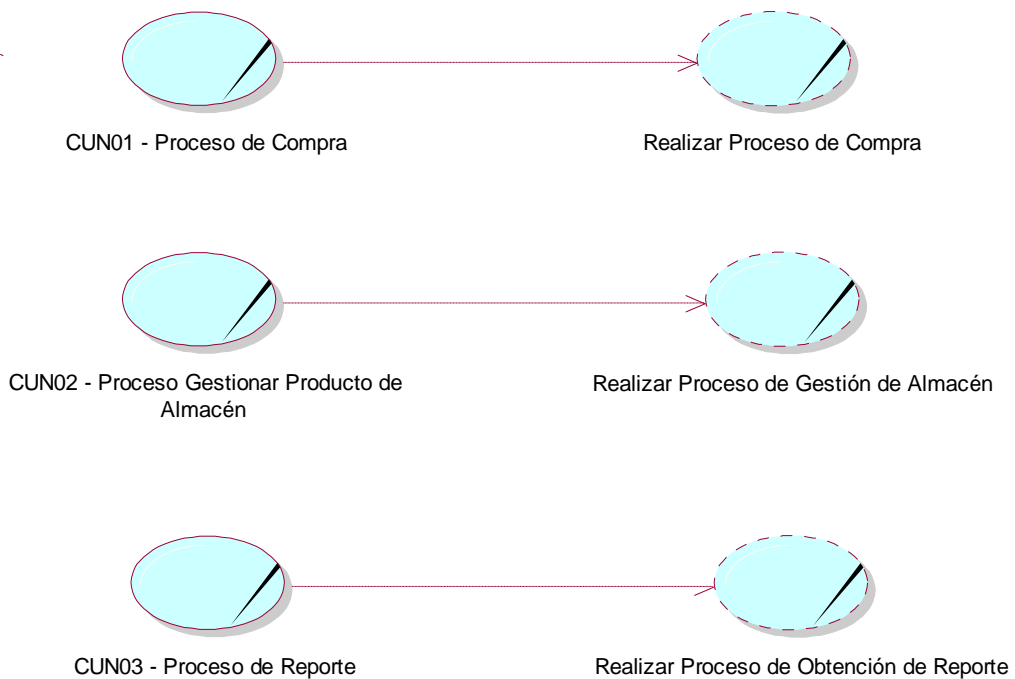 CUN01 - Proceso de Compra
Realizar Proceso de Compra
CUN02 - Proceso Gestionar Producto de
Almacén
Realizar Proceso de Gestión de Almacén
CUN03 - Proceso de Reporte
Realizar Proceso de Obtención de Reporte